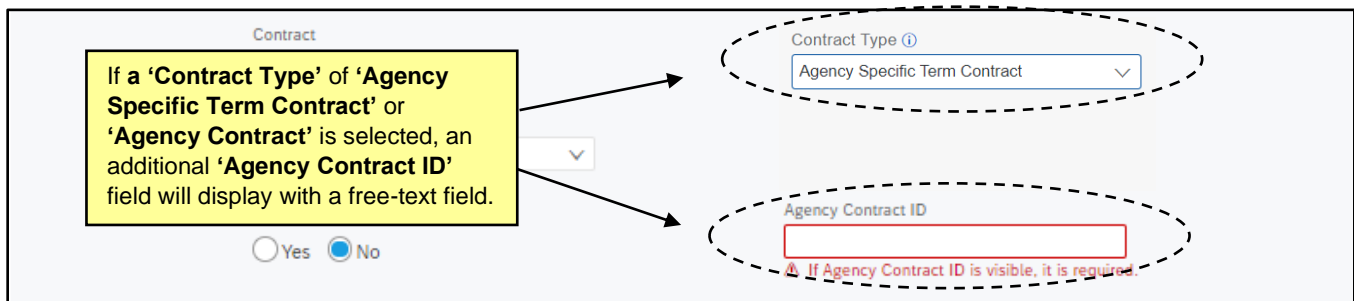 Contract
If a ‘Contract Type’ of ‘Agency
Specific Term Contract’ or
‘Agency Contract’ is selected, an
additional ‘Agency Contract ID’
field will display with a free-text field.
Yes No
Contract Type
Agency Specific Term Contract
Agency Contract ID
If Agency Contract ID is visible, it is required.